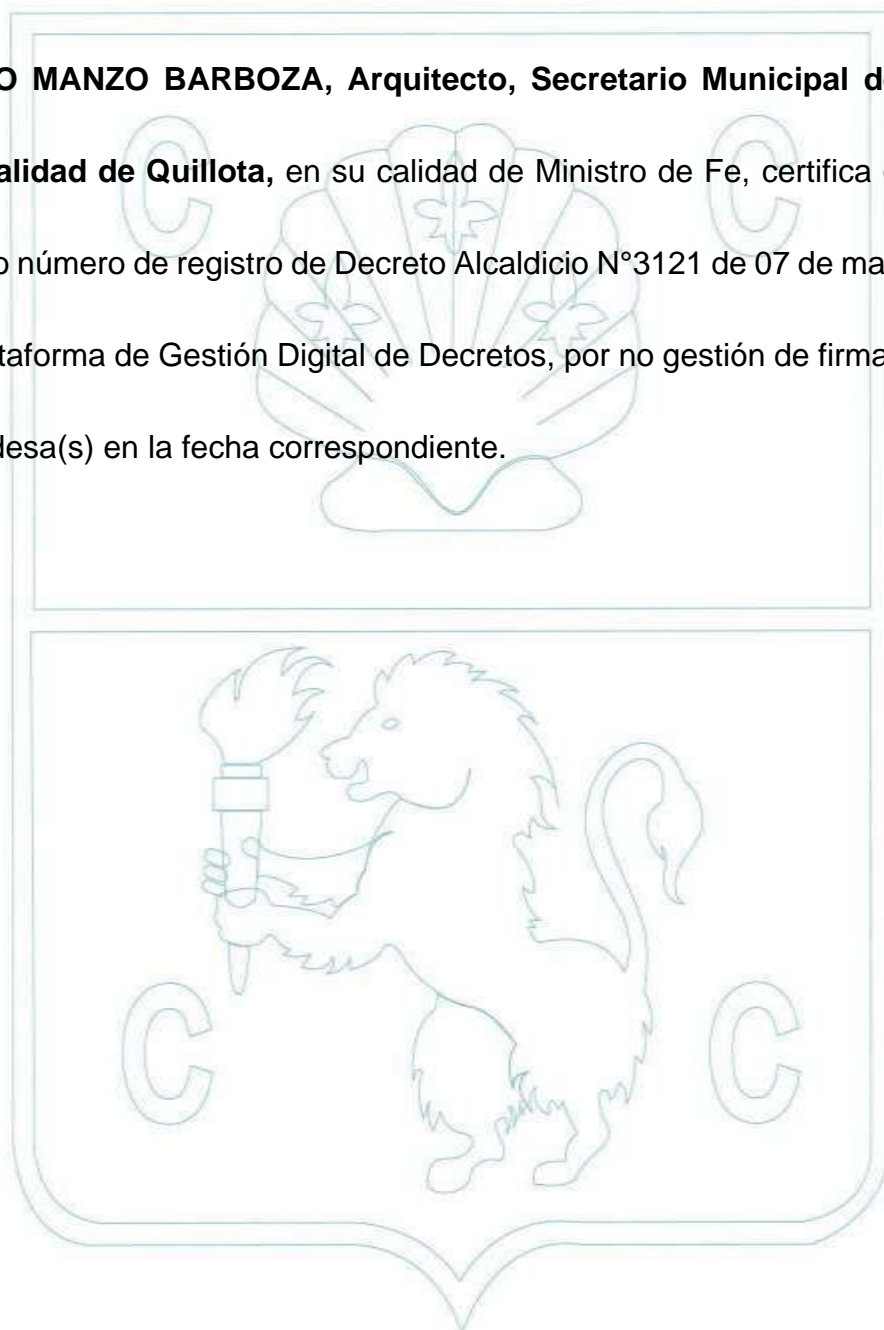 O MANZO BARBOZA, Arquitecto, Secretario Municipal de
alidad de Quillota, en su calidad de Ministro de Fe, certifica
o número de registro de Decreto Alcaldicio N°3121 de 07 de ma
taforma de Gestión Digital de Decretos, por no gestión de firma
desa(s) en la fecha correspondiente.
C C
C C